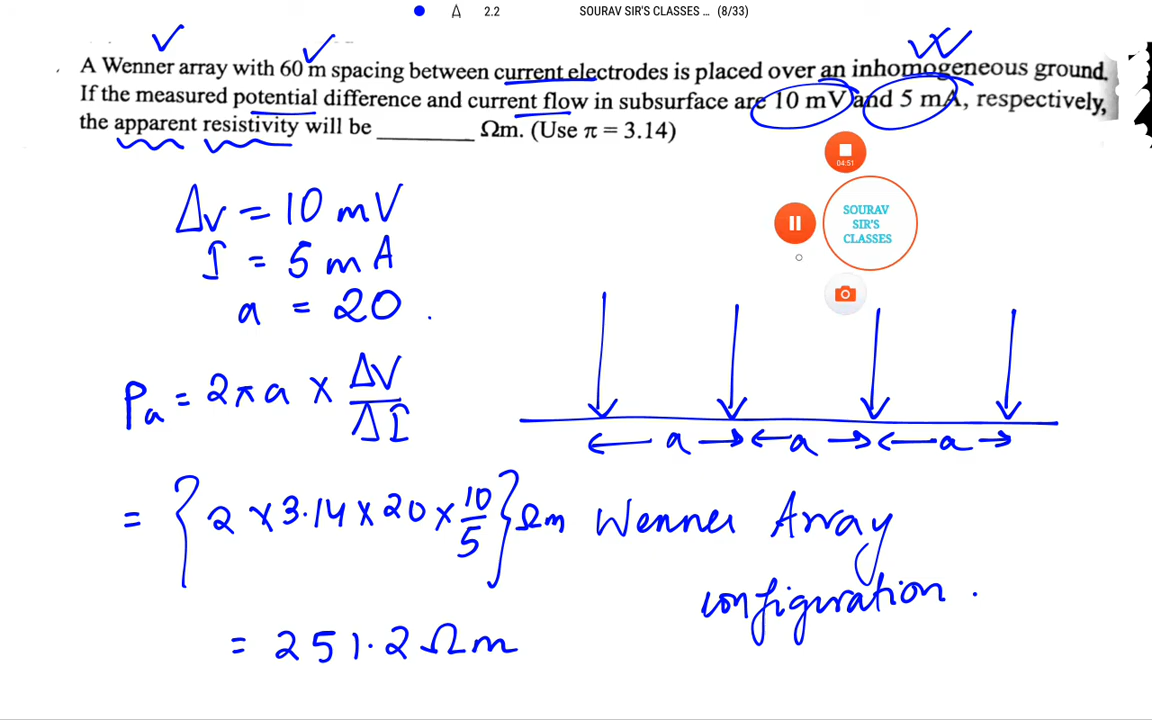 2.2 SOURAV SIR'S CLASSES ... (8/33)
A Wenner array with 60 m spacing between current electrodes is placed over an inhomogeneous ground.
If the measured potential difference and current flow in subsurface are 10 mV and 5 mA, respectively,
the apparent resistivity will be ________ Ωm. (Use π = 3.14)
04:51
SOURAV
SIR'S
CLASSES
ΔV = 10 mV
I = 5 mA
a = 20 .
Pa = 2πa × ΔV/ΔI
a a a
= {2 × 3.14 × 20 × 10/5} Ωm
Wenner Array
configuration .
= 251.2 Ωm